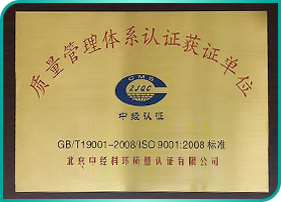 质量管理体系认证获证单位
CMS
ZJQC
中经认证
GB/T19001-2008/ISO 9001:2008 标准
北京中经科环质量认证有限公司